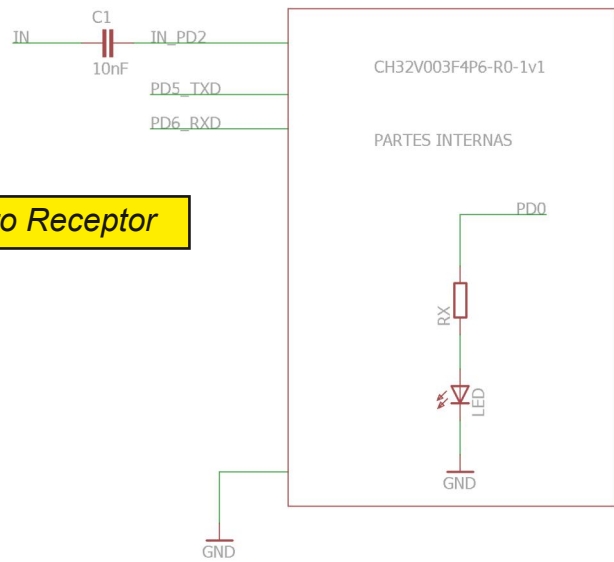 C1
IN
IN_PD2
10nF
PD5_TXD
PD6_RXD
CH32V003F4P6-R0-1v1
PARTES INTERNAS
Receptor
PD0
RX
LED
GND
GND